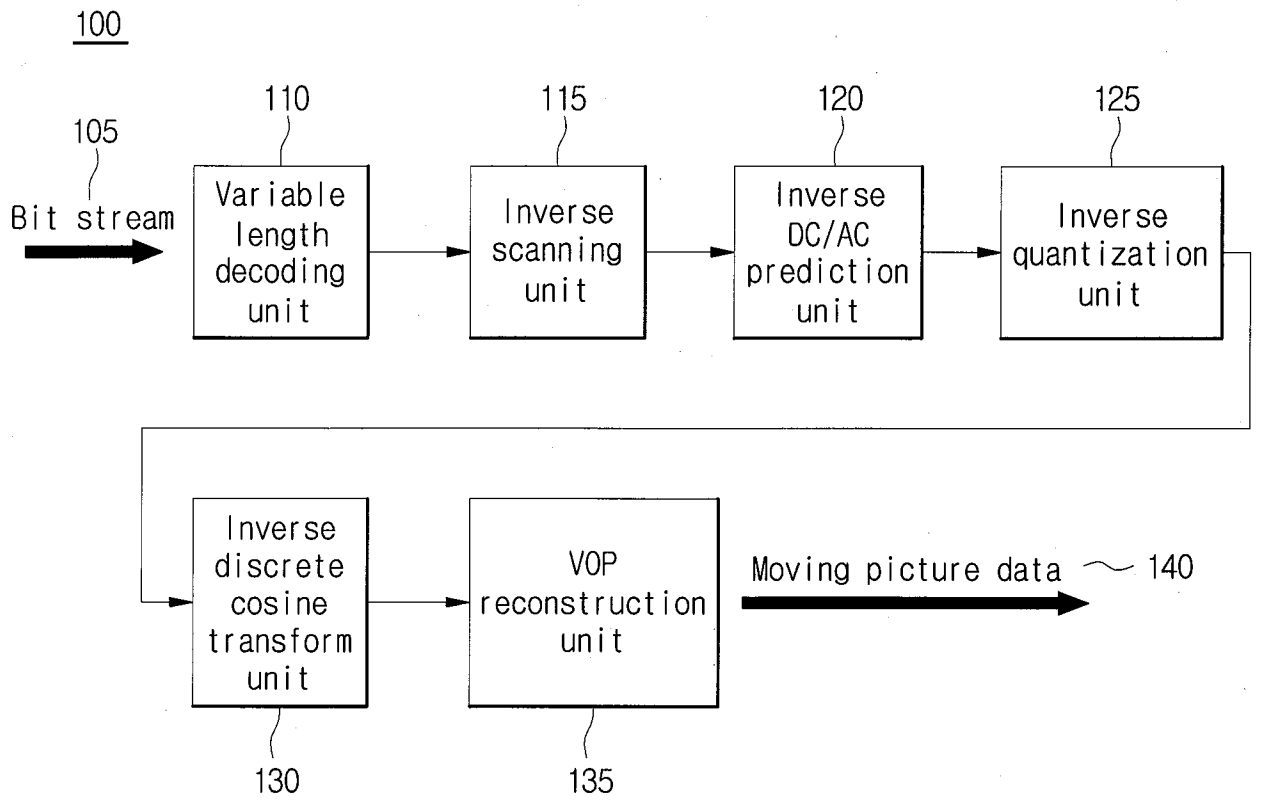 100
110
115
120
125
105
Bit stream
Variable
length
decoding
unit
Inverse
scanning
unit
Inverse
DC/AC
prediction
unit
Inverse
quantization
unit
Inverse
discrete
cosine
transform
unit
VOP
reconstruction
unit
Moving picture data
140
130
135